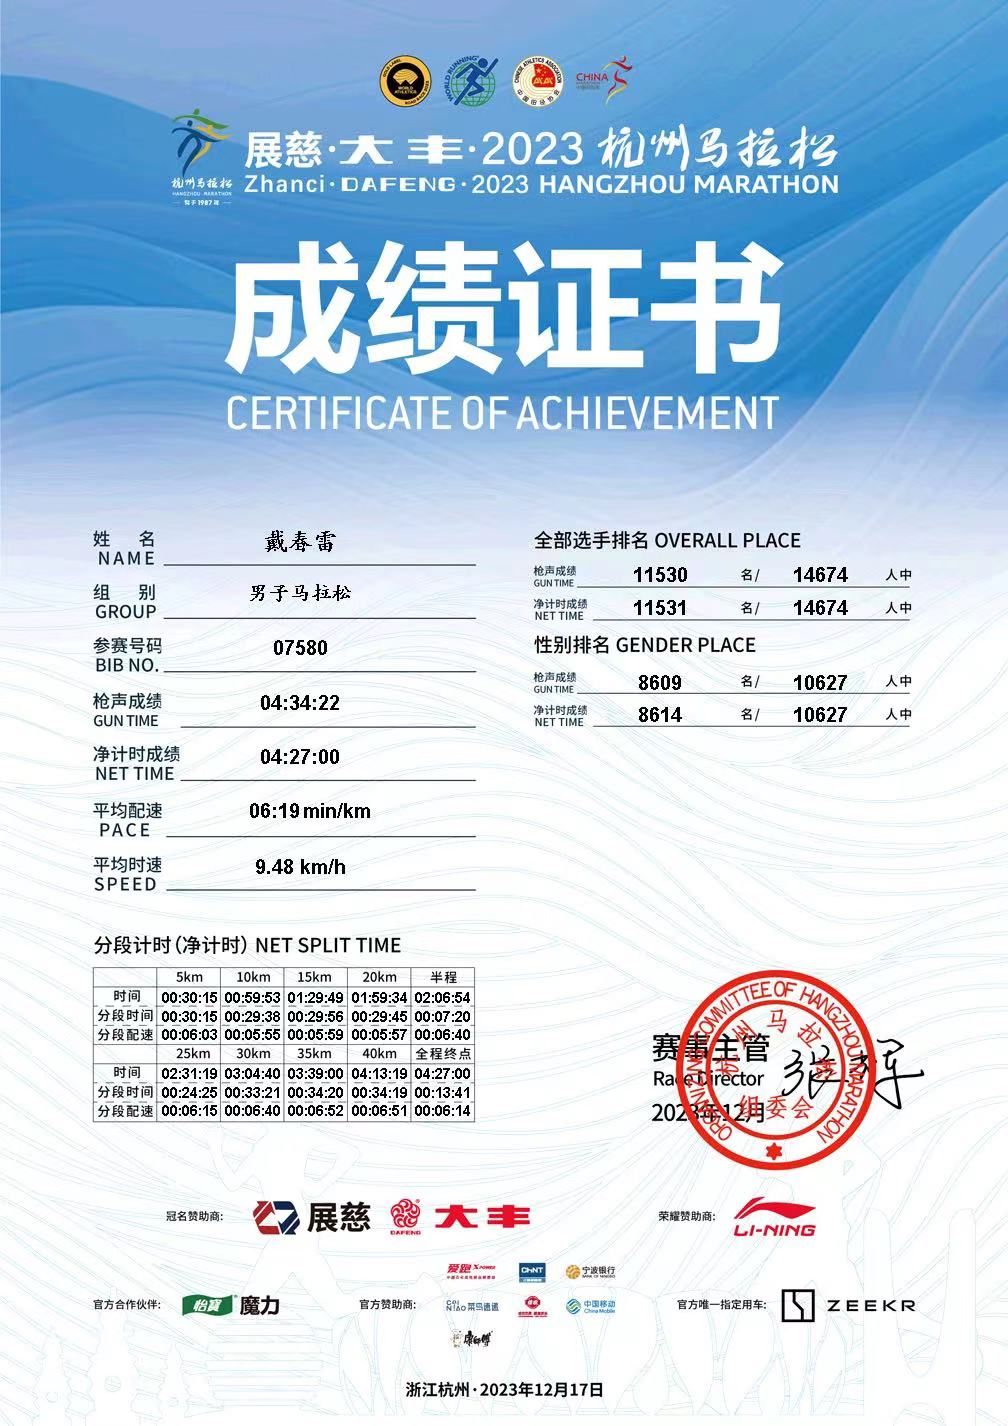 展慈·大丰·2023杭州马拉松
Zhanci·DAFENG·2023 HANGZHOU MARATHON
杭州马拉松
HANGZHOU MARATHON
始于1987年
成绩证书
CERTIFICATE OF ACHIEVEMENT
姓 名 戴春雷
NAME
组 别 男子马拉松
GROUP
参赛号码 07580
BIB NO.
枪声成绩 04:34:22
GUN TIME
净计时成绩 04:27:00
NET TIME
平均配速 06:19 min/km
PACE
平均时速 9.48 km/h
SPEED
全部选手排名 OVERALL PLACE
枪声成绩 11530 名/ 14674 人中
GUN TIME
净计时成绩 11531 名/ 14674 人中
NET TIME
性别排名 GENDER PLACE
枪声成绩 8609 名/ 10627 人中
GUN TIME
净计时成绩 8614 名/ 10627 人中
NET TIME
分段计时(净计时) NET SPLIT TIME
5km 10km 15km 20km 半程
时间 00:30:15 00:59:53 01:29:49 01:59:34 02:06:54
分段时间 00:30:15 00:29:38 00:29:56 00:29:45 00:07:20
分段配速 00:06:03 00:05:55 00:05:59 00:05:57 00:06:40
25km 30km 35km 40km 全程终点
时间 02:31:19 03:04:40 03:39:00 04:13:19 04:27:00
分段时间 00:24:25 00:33:21 00:34:20 00:34:19 00:13:41
分段配速 00:06:15 00:06:40 00:06:52 00:06:51 00:06:14
赛事主管
Race Director
2023年12月
ORGANIZING COMMITTEE OF HANGZHOU MARATHON
杭州马拉松
组委会
冠名赞助商: 展慈 DAFENG 大丰
荣耀赞助商: LI-NING
官方合作伙伴: 怡宝 魔力
官方赞助商:
爱跑 XPOWER CHNT 宁波银行 BANK OF NINGBO
CAINIAO 菜鸟速递 中国移动 China Mobile
康师傅
官方唯一指定用车: ZEEKR
浙江杭州·2023年12月17日